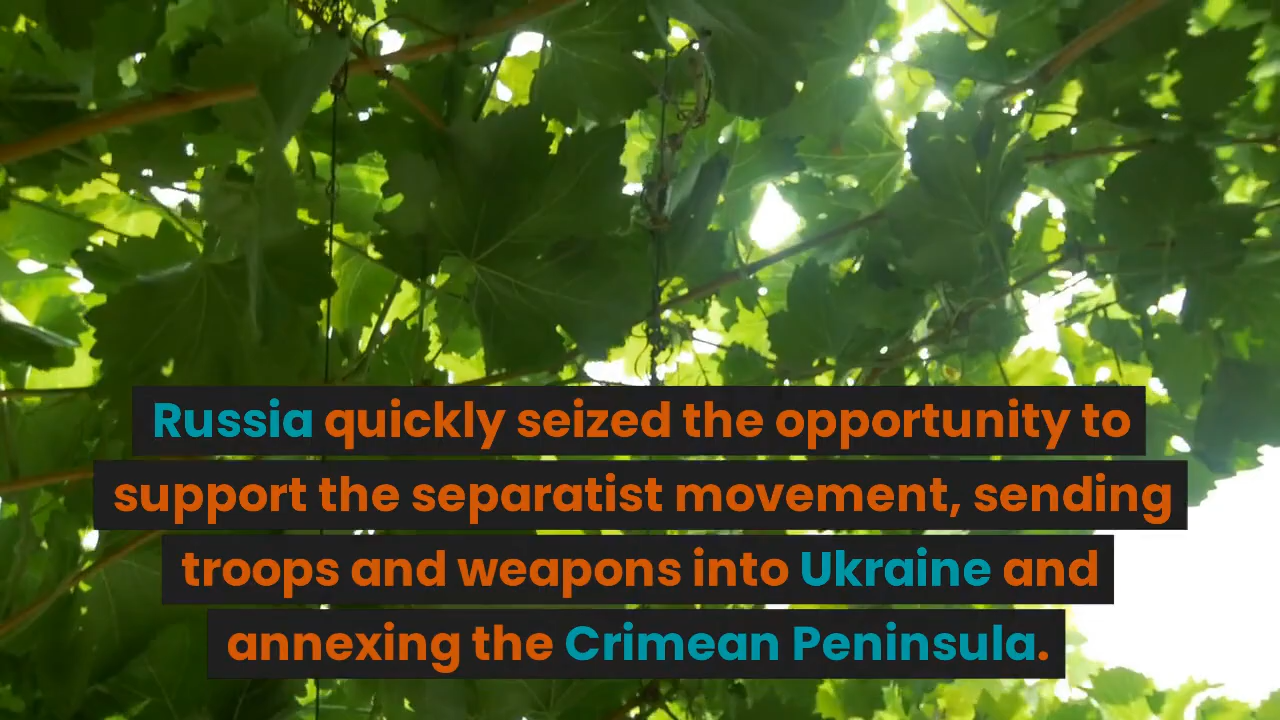 Russia quickly seized the opportunity to
support the separatist movement, sending
troops and weapons into Ukraine and
annexing the Crimean Peninsula.